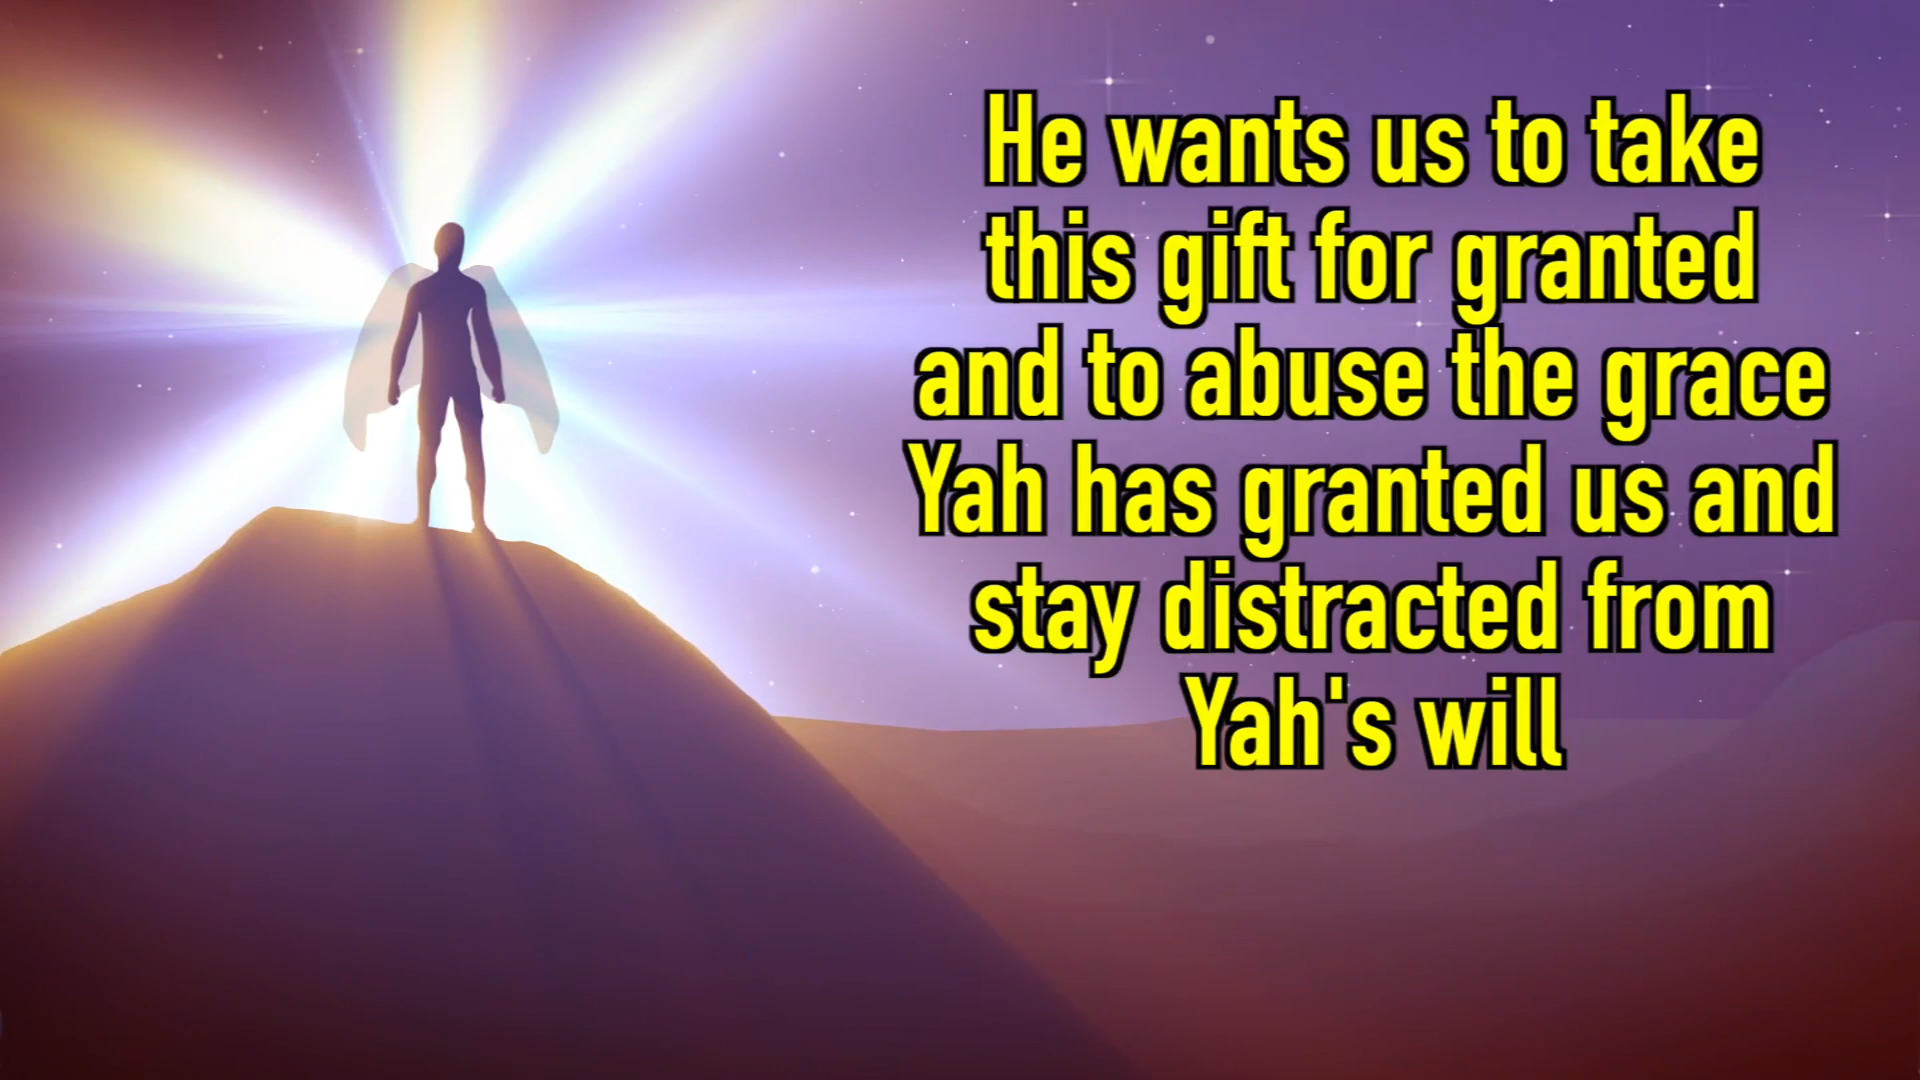 He wants us to take
this gift for granted
and to abuse the grace
Yah has granted us and
stay distracted from
Yah's will